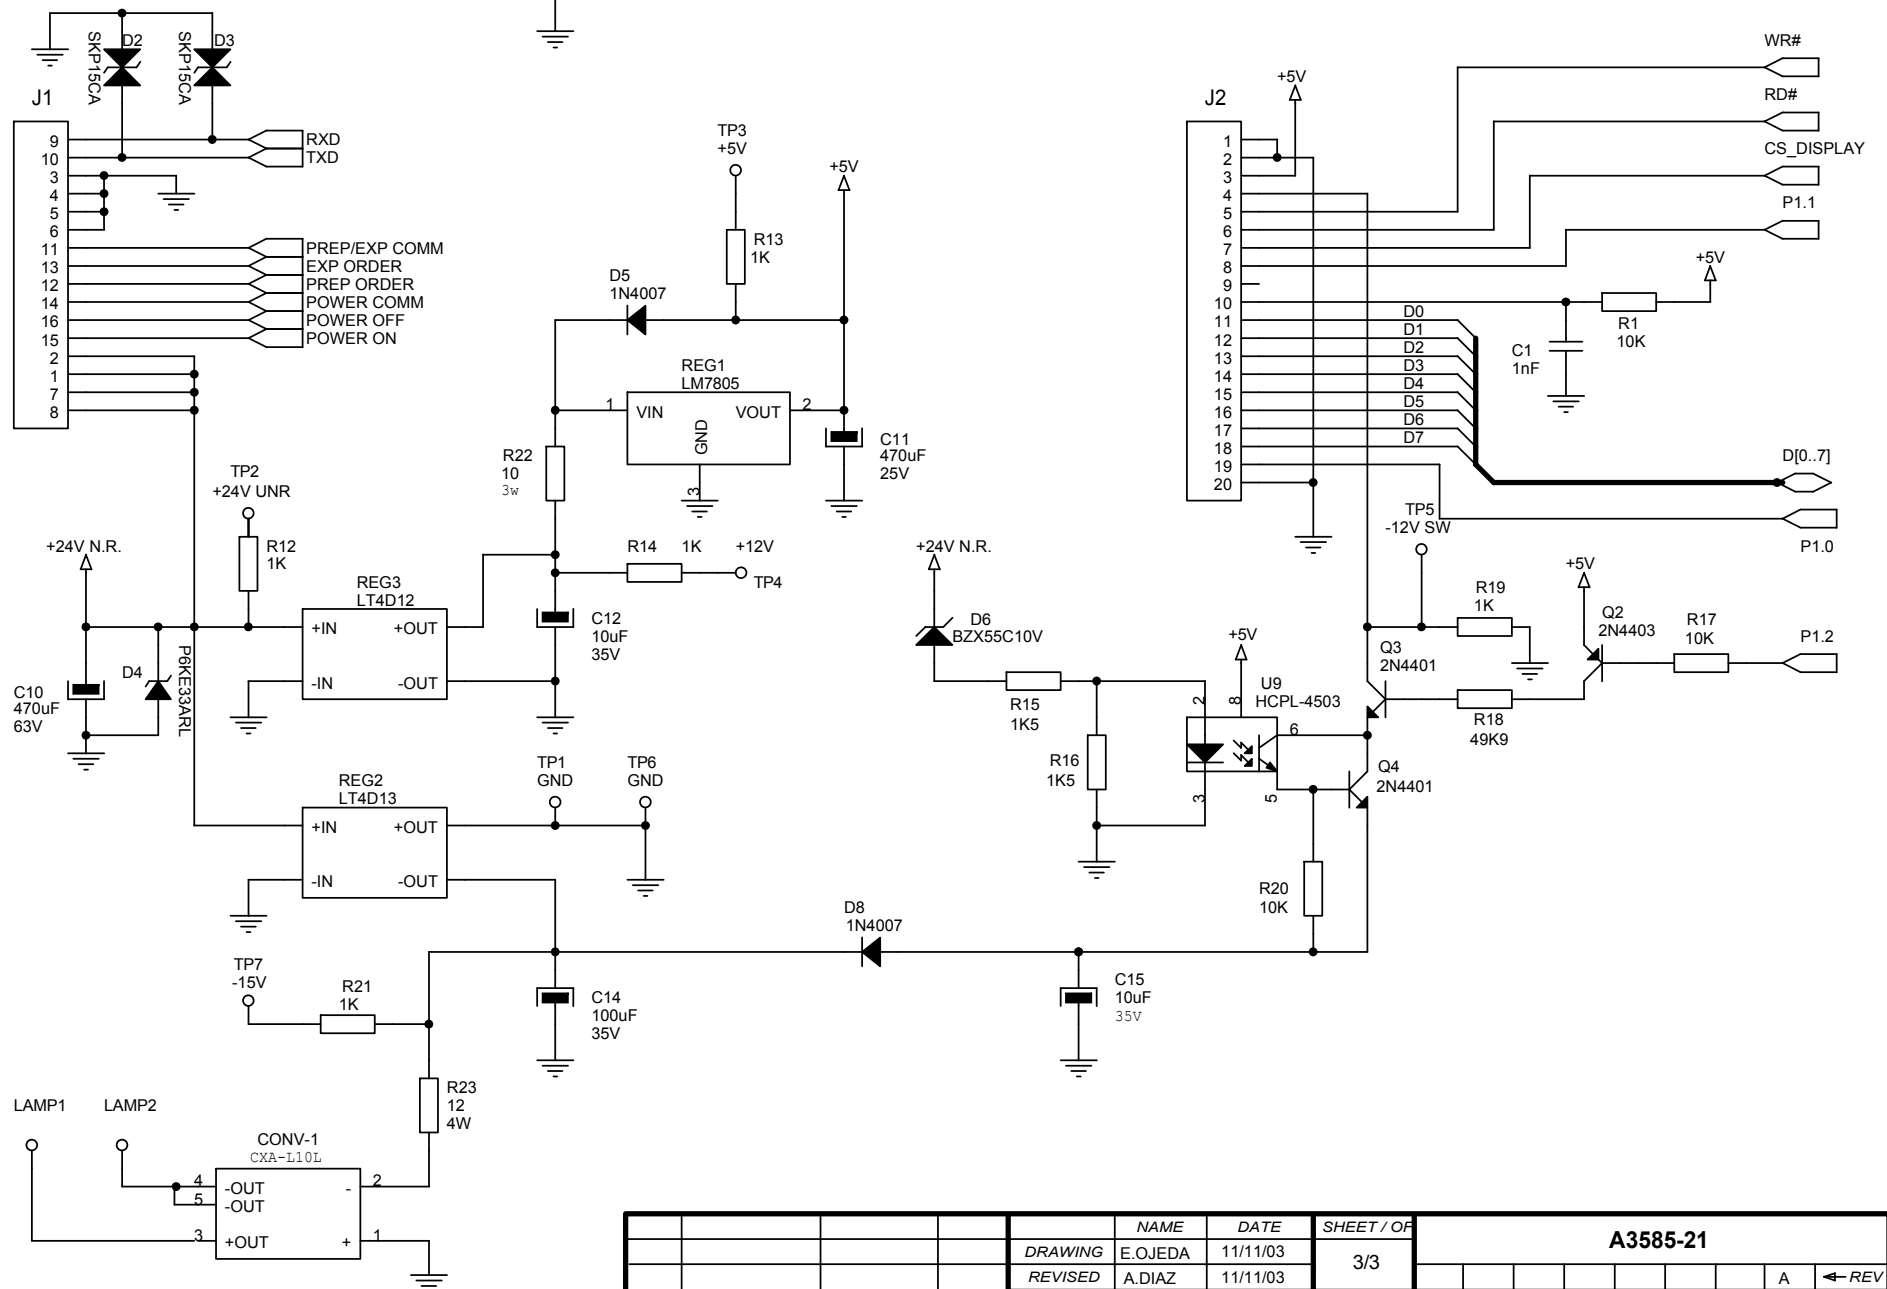 D2
SKP15CA
D3
SKP15CA
J1
9
10
3
4
5
6
11
13
12
14
16
15
2
1
7
8
RXD
TXD
PREP/EXP COMM
EXP ORDER
PREP ORDER
POWER COMM
POWER OFF
POWER ON
TP3
+5V
+5V
R13
1K
D5
1N4007
REG1
LM7805
1
VIN
VOUT
2
GND
3
C11
470uF
25V
R22
10
3w
TP2
+24V UNR
+24V N.R.
R12
1K
R14
1K
+12V
TP4
REG3
LT4D12
+IN
+OUT
-IN
-OUT
C12
10uF
35V
D4
P6KE33ARL
C10
470uF
63V
REG2
LT4D13
+IN
+OUT
-IN
-OUT
TP1
GND
TP6
GND
TP7
-15V
R21
1K
C14
100uF
35V
D8
1N4007
C15
10uF
35V
R23
12
4W
LAMP1
LAMP2
CONV-1
CXA-L10L
4
-OUT
-
2
5
-OUT
3
+OUT
+
1
J2
+5V
1
2
3
4
5
6
7
8
9
10
11
12
13
14
15
16
17
18
19
20
D0
D1
D2
D3
D4
D5
D6
D7
WR#
RD#
CS_DISPLAY
P1.1
+5V
R1
10K
C1
1nF
D[0..7]
P1.0
TP5
-12V SW
+24V N.R.
D6
BZX55C10V
R15
1K5
R16
1K5
+5V
U9
HCPL-4503
2
8
6
3
5
R19
1K
+5V
Q2
2N4403
R17
10K
P1.2
Q3
2N4401
R18
49K9
Q4
2N4401
R20
10K
NAME
DATE
SHEET / OF
DRAWING
E.OJEDA
11/11/03
3/3
REVISED
A.DIAZ
11/11/03
A3585-21
A
REV